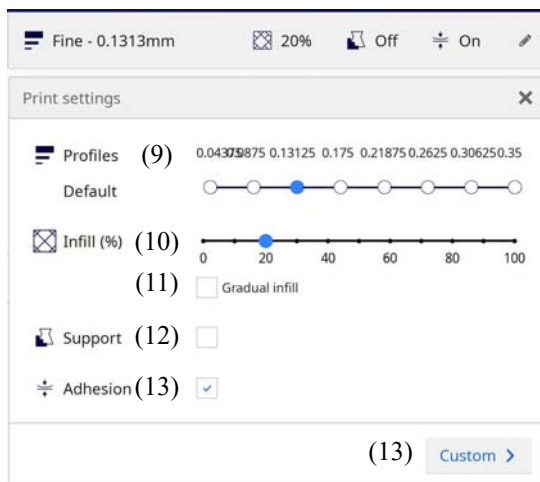 Fine - 0.1313mm 20% Off On
Print settings
Profiles (9) 0.04375 0.0875 0.13125 0.175 0.21875 0.2625 0.30625 0.35
Default
Infill (%) (10)
0 20 40 60 80 100
(11) Gradual infill
Support (12)
Adhesion (13)
(13) Custom